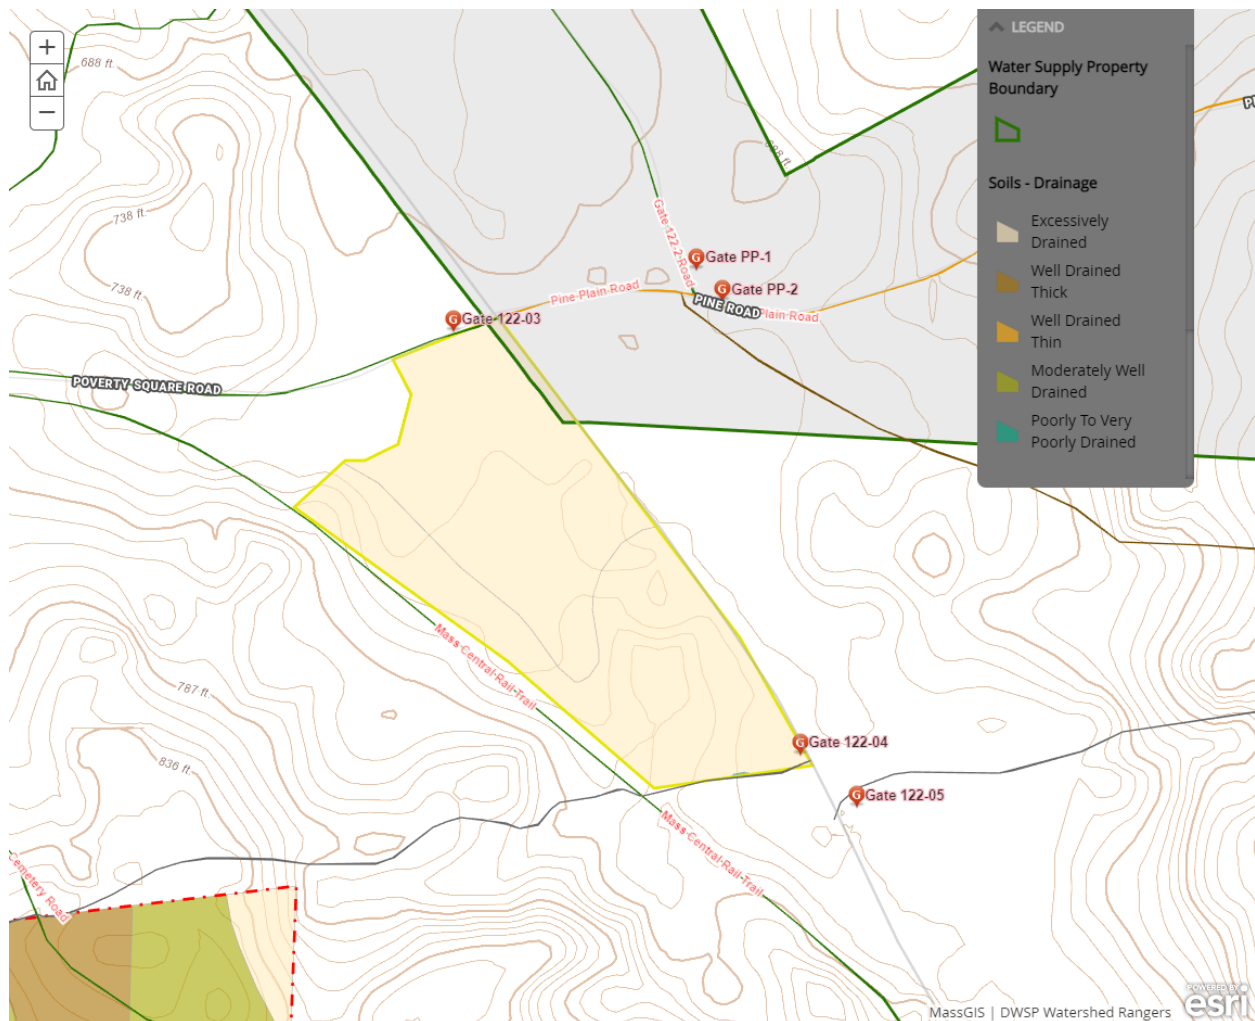 +
−
688 ft.
738 ft.
738 ft.
688 ft.
LEGEND
Water Supply Property
Boundary
Soils - Drainage
Excessively
Drained
Well Drained
Thick
Well Drained
Thin
Moderately Well
Drained
Poorly To Very
Poorly Drained
Gate 122-2 Road
G Gate PP-1
G Gate PP-2
Pine Plain Road
PINE ROAD
Plain Road
G Gate 122-03
POVERTY SQUARE ROAD
Mass Central Rail Trail
787 ft.
836 ft.
G Gate 122-04
G Gate 122-05
Mass Central Rail Trail
Cemetery Road
MassGIS | DWSP Watershed Rangers
POWERED BY
esri